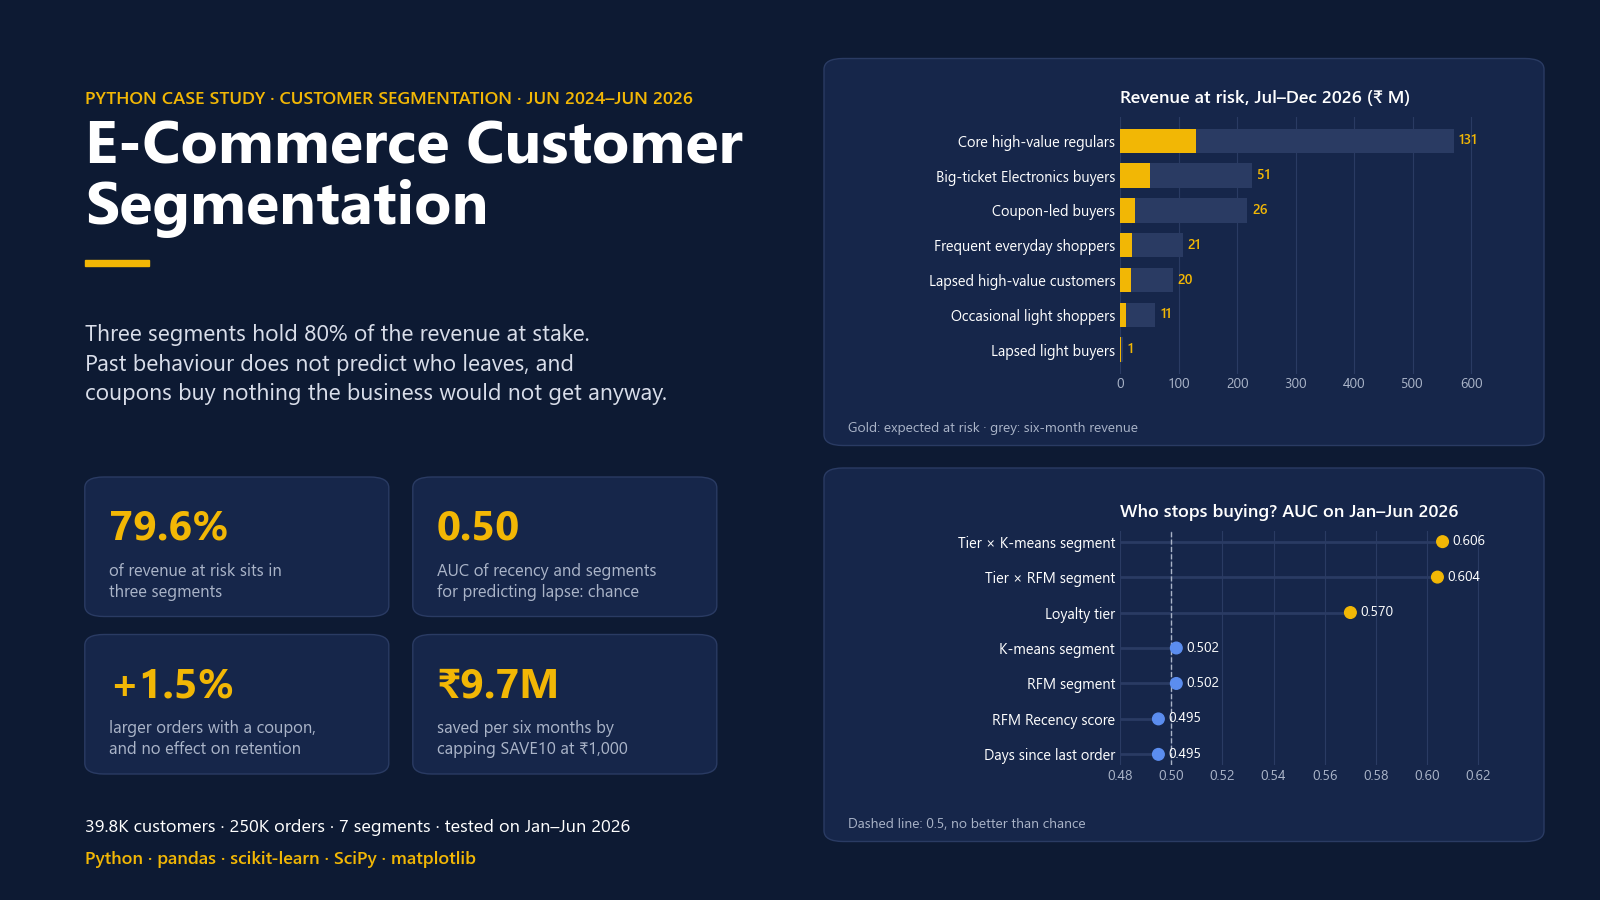 PYTHON CASE STUDY · CUSTOMER SEGMENTATION · JUN 2024–JUN 2026
E-Commerce Customer
Segmentation
Three segments hold 80% of the revenue at stake.
Past behaviour does not predict who leaves, and
coupons buy nothing the business would not get anyway.
79.6%
of revenue at risk sits in
three segments
0.50
AUC of recency and segments
for predicting lapse: chance
+1.5%
larger orders with a coupon,
and no effect on retention
₹9.7M
saved per six months by
capping SAVE10 at ₹1,000
39.8K customers · 250K orders · 7 segments · tested on Jan–Jun 2026
Python · pandas · scikit-learn · SciPy · matplotlib
Revenue at risk, Jul–Dec 2026 (₹ M)
Core high-value regulars 131
Big-ticket Electronics buyers 51
Coupon-led buyers 26
Frequent everyday shoppers 21
Lapsed high-value customers 20
Occasional light shoppers 11
Lapsed light buyers 1
0 100 200 300 400 500 600
Gold: expected at risk · grey: six-month revenue
Who stops buying? AUC on Jan–Jun 2026
Tier × K-means segment 0.606
Tier × RFM segment 0.604
Loyalty tier 0.570
K-means segment 0.502
RFM segment 0.502
RFM Recency score 0.495
Days since last order 0.495
0.48 0.50 0.52 0.54 0.56 0.58 0.60 0.62
Dashed line: 0.5, no better than chance